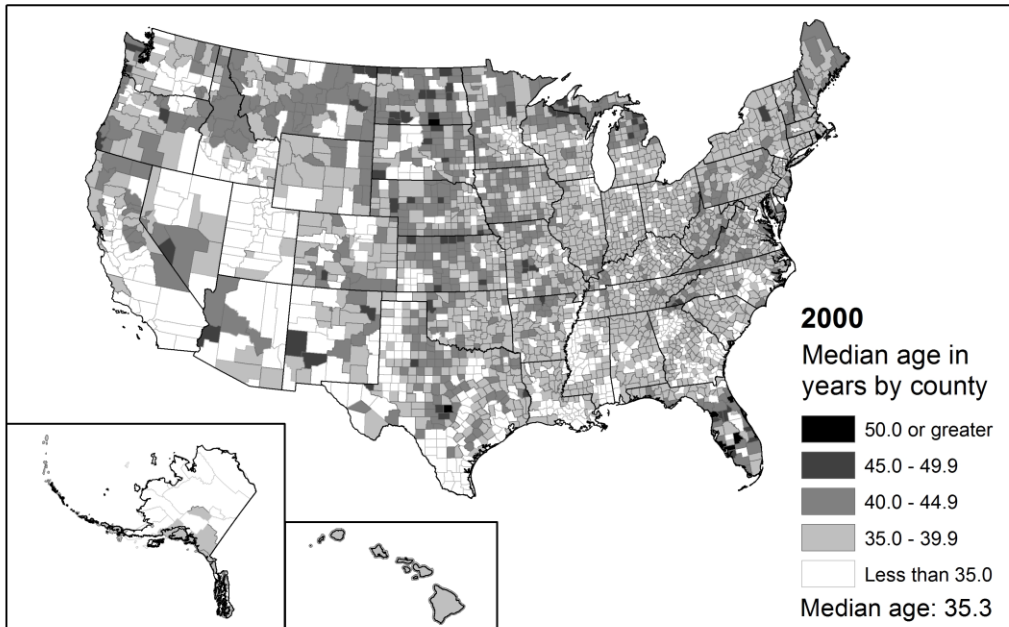 2000
Median age in
years by county
50.0 or greater
45.0 - 49.9
40.0 - 44.9
35.0 - 39.9
Less than 35.0
Median age: 35.3